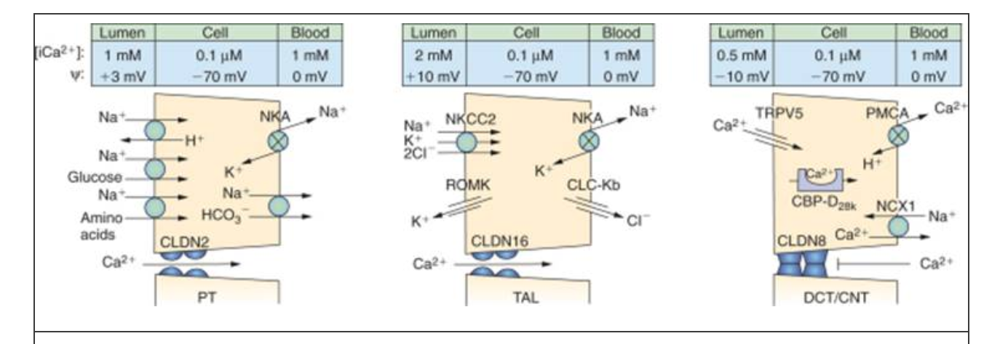 Lumen Cell Blood
[iCa²⁺]: 1 mM 0.1 μM 1 mM
ψ: +3 mV −70 mV 0 mV
Na⁺
H⁺
Na⁺
Glucose
Na⁺
Amino
acids
NKA
Na⁺
K⁺
Na⁺
HCO₃⁻
CLDN2
Ca²⁺
PT
Lumen Cell Blood
2 mM 0.1 μM 1 mM
+10 mV −70 mV 0 mV
NKCC2
Na⁺
K⁺
2Cl⁻
NKA
Na⁺
K⁺
ROMK
K⁺
CLC-Kb
Cl⁻
CLDN16
Ca²⁺
TAL
Lumen Cell Blood
0.5 mM 0.1 μM 1 mM
−10 mV −70 mV 0 mV
TRPV5
Ca²⁺
PMCA
Ca²⁺
H⁺
Ca²⁺
CBP-D₂₈ₖ
NCX1
Na⁺
Ca²⁺
CLDN8
Ca²⁺
DCT/CNT